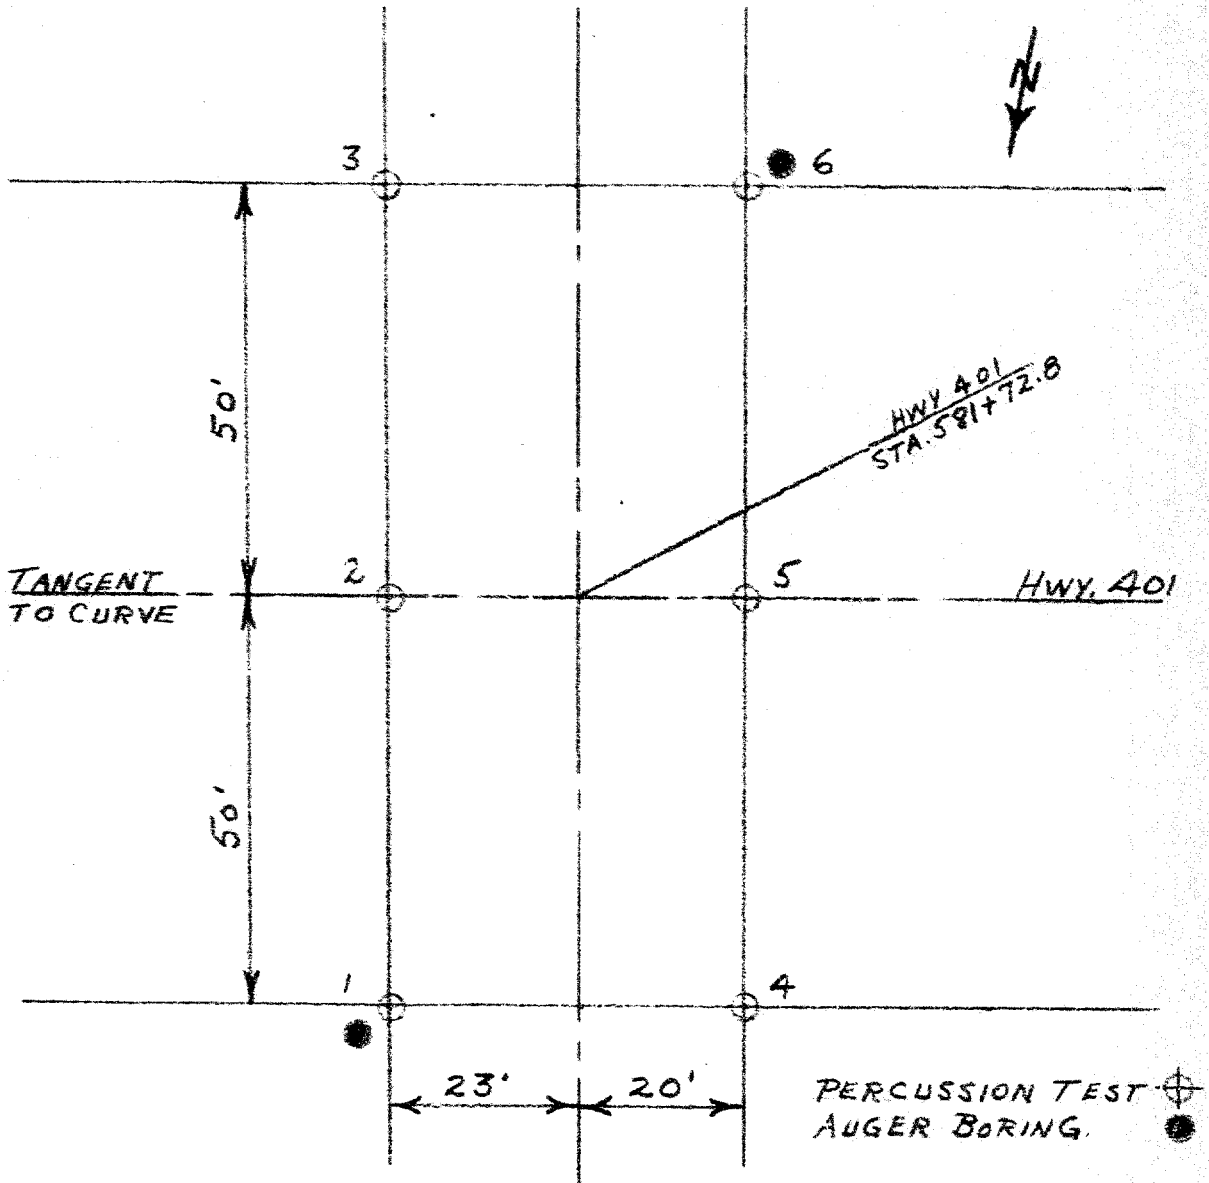 N
3
6
50'
HWY 401
STA. 581+72.8
TANGENT
TO CURVE
2
5
HWY. 401
50'
1
4
23'
20'
PERCUSSION TEST
AUGER BORING.